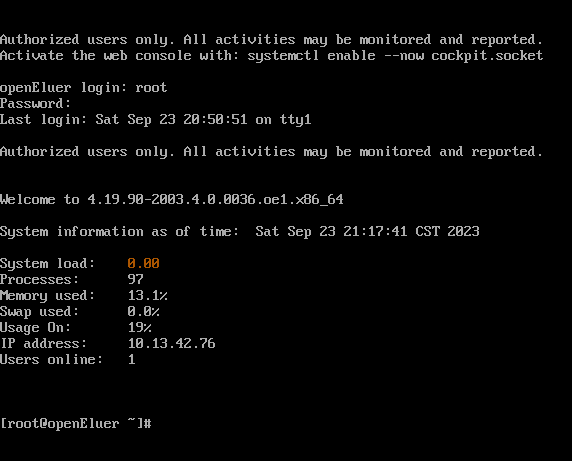 Authorized users only. All activities may be monitored and reported.
Activate the web console with: systemctl enable --now cockpit.socket
openEluer login: root
Password:
Last login: Sat Sep 23 20:50:51 on tty1
Authorized users only. All activities may be monitored and reported.
Welcome to 4.19.90-2003.4.0.0036.oe1.x86_64
System information as of time:  Sat Sep 23 21:17:41 CST 2023
System load:    0.00
Processes:      97
Memory used:    13.1%
Swap used:      0.0%
Usage On:       19%
IP address:     10.13.42.76
Users online:   1
[root@openEluer ~]#